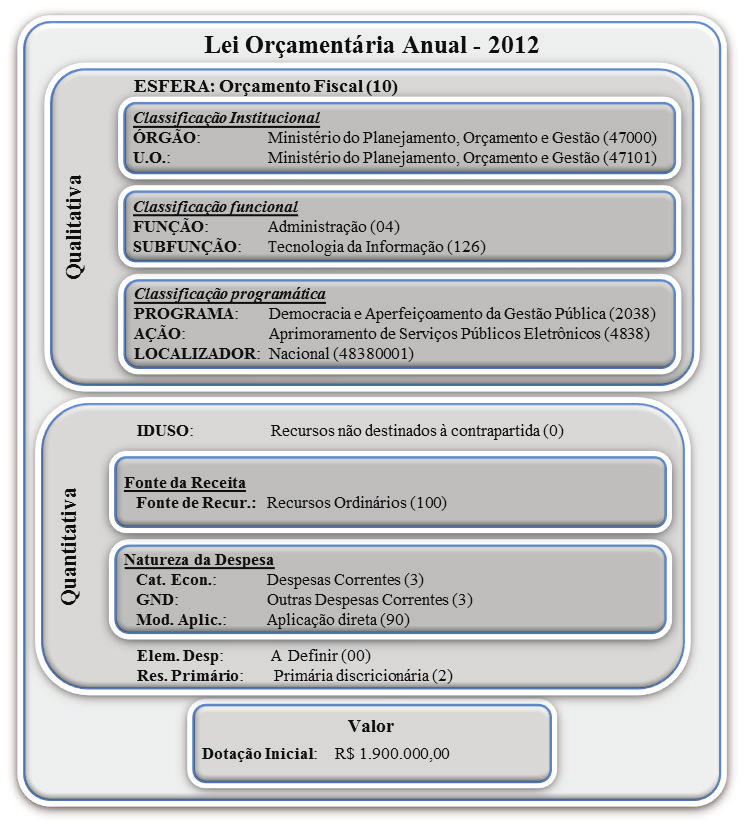 Lei Orçamentária Anual - 2012
Qualitativa
ESFERA: Orçamento Fiscal (10)
Classificação Institucional
ÓRGÃO: Ministério do Planejamento, Orçamento e Gestão (47000)
U.O.: Ministério do Planejamento, Orçamento e Gestão (47101)
Classificação funcional
FUNÇÃO: Administração (04)
SUBFUNÇÃO: Tecnologia da Informação (126)
Classificação programática
PROGRAMA: Democracia e Aperfeiçoamento da Gestão Pública (2038)
AÇÃO: Aprimoramento de Serviços Públicos Eletrônicos (4838)
LOCALIZADOR: Nacional (48380001)
Quantitativa
IDUSO: Recursos não destinados à contrapartida (0)
Fonte da Receita
Fonte de Recur.: Recursos Ordinários (100)
Natureza da Despesa
Cat. Econ.: Despesas Correntes (3)
GND: Outras Despesas Correntes (3)
Mod. Aplic.: Aplicação direta (90)
Elem. Desp: A Definir (00)
Res. Primário: Primária discricionária (2)
Valor
Dotação Inicial: R$ 1.900.000,00